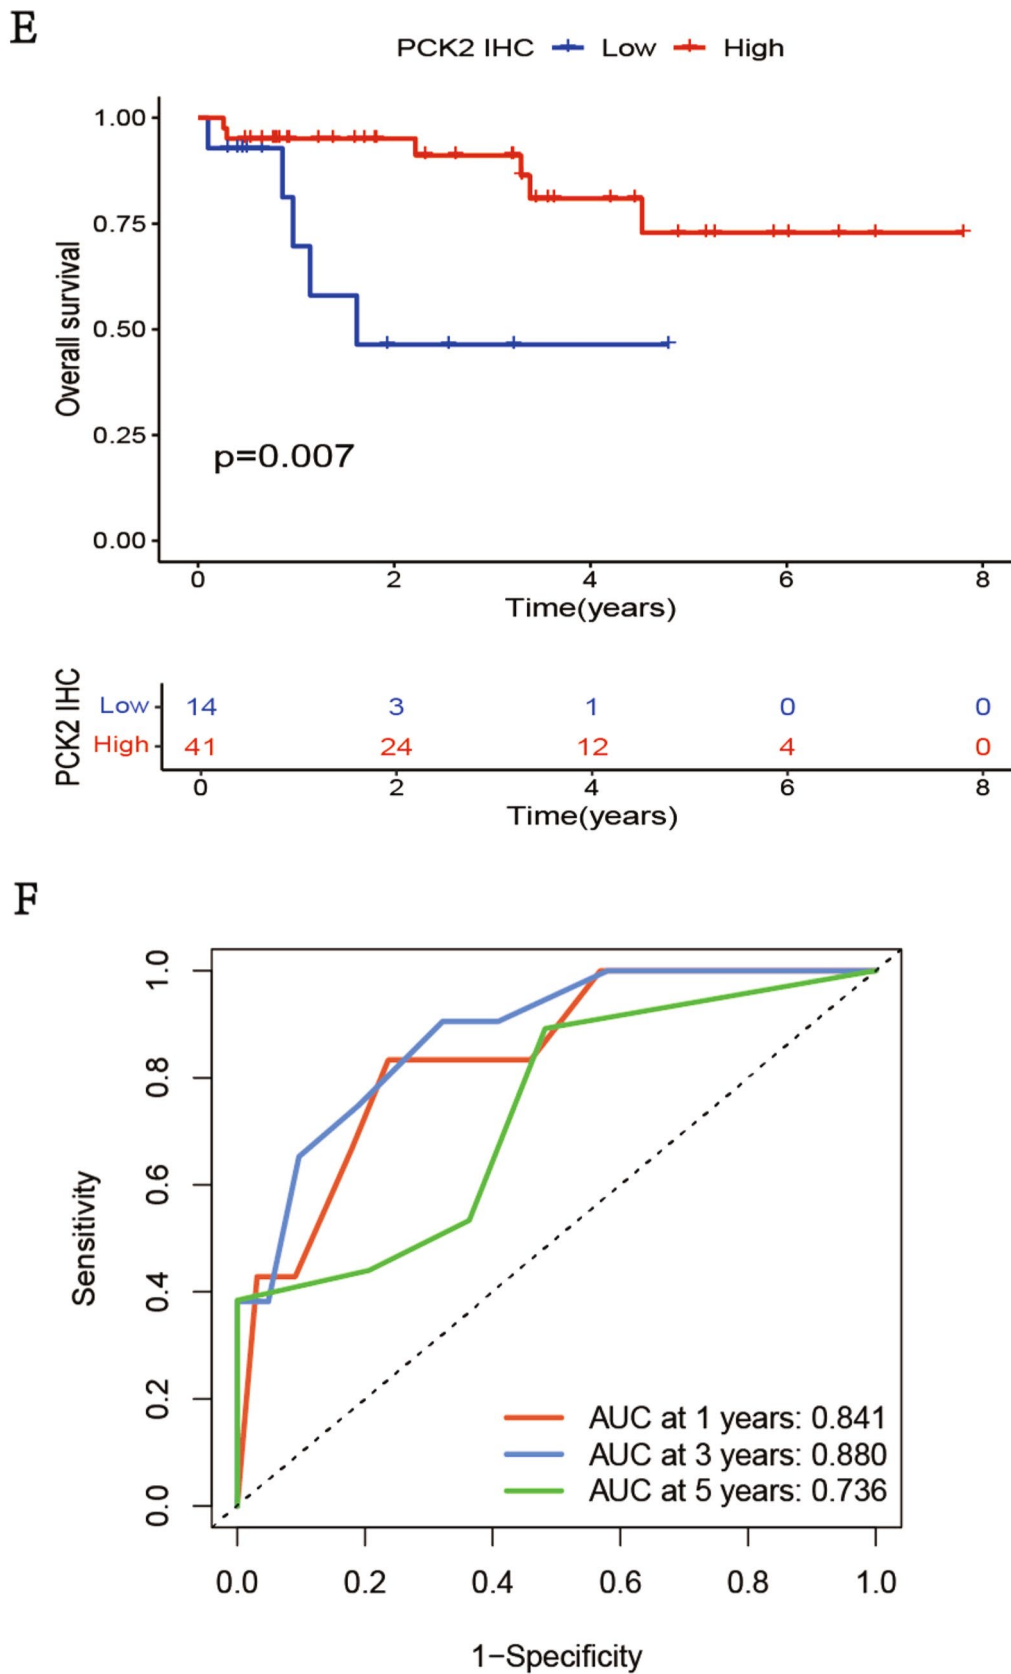 E
PCK2 IHC Low High
1.00
0.75
0.50
0.25
0.00
Overall survival
p=0.007
0 2 4 6 8
Time(years)
PCK2 IHC
Low 14 3 1 0 0
High 41 24 12 4 0
0 2 4 6 8
Time(years)
F
1.0
0.8
0.6
0.4
0.2
0.0
Sensitivity
AUC at 1 years: 0.841
AUC at 3 years: 0.880
AUC at 5 years: 0.736
0.0 0.2 0.4 0.6 0.8 1.0
1−Specificity